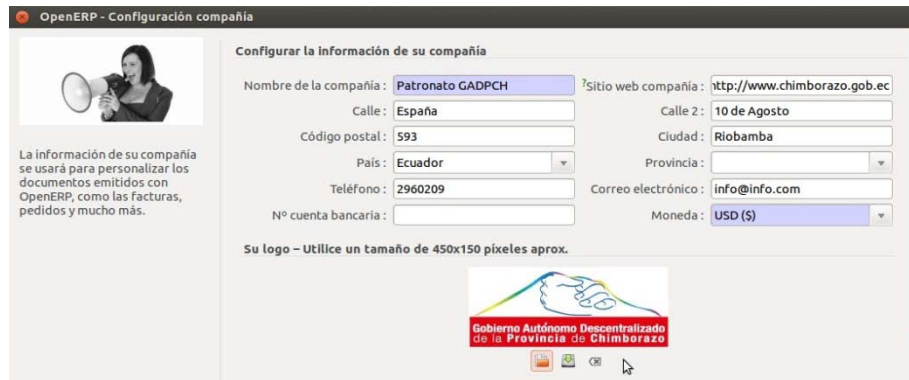 OpenERP - Configuración compañía
Configurar la información de su compañía
Nombre de la compañía : Patronato GADPCH ?Sitio web compañía : http://www.chimborazo.gob.ec
Calle : España Calle 2 : 10 de Agosto
Código postal : 593 Ciudad : Riobamba
País : Ecuador Provincia :
Teléfono : 2960209 Correo electrónico : info@info.com
Nº cuenta bancaria : Moneda : USD ($)
La información de su compañía
se usará para personalizar los
documentos emitidos con
OpenERP, como las facturas,
pedidos y mucho más.
Su logo – Utilice un tamaño de 450x150 píxeles aprox.
Gobierno Autónomo Descentralizado
de la Provincia de Chimborazo